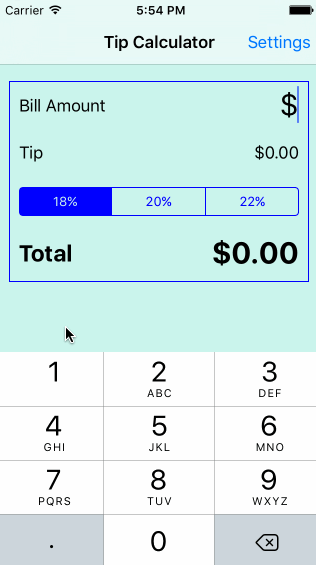 Carrier 5:54 PM
Tip Calculator Settings
Bill Amount $
Tip $0.00
18% 20% 22%
Total $0.00
1 2 3
ABC DEF
4 5 6
GHI JKL MNO
7 8 9
PQRS TUV WXYZ
. 0